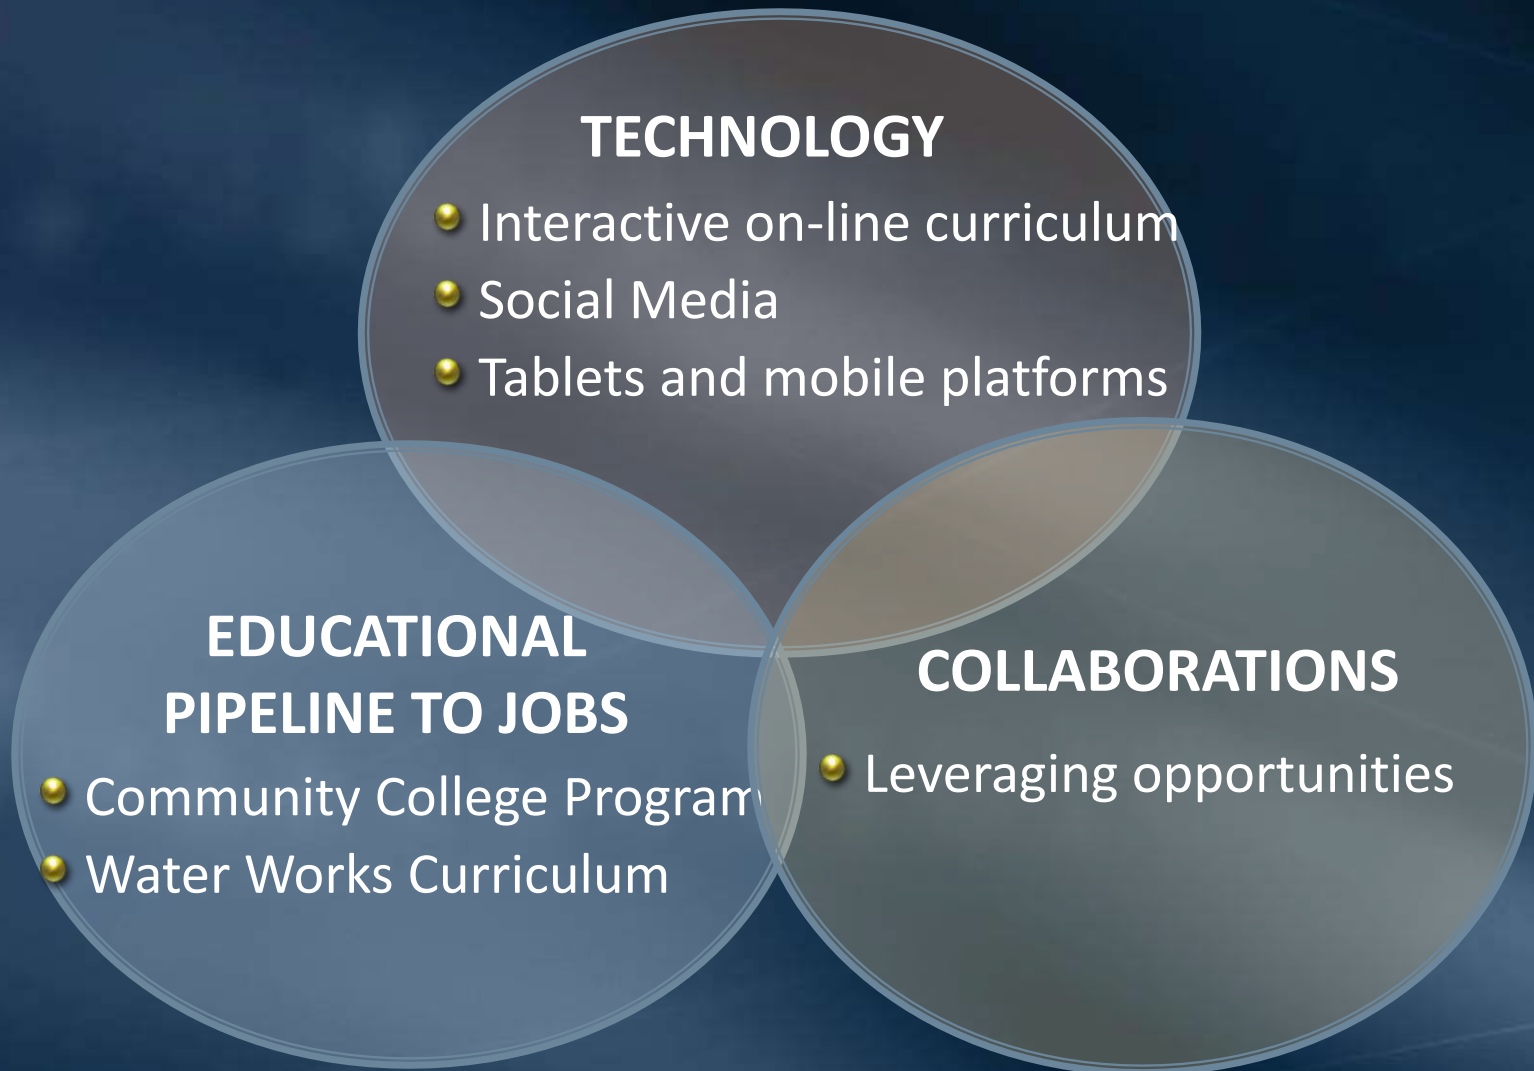 TECHNOLOGY
Interactive on-line curriculum
Social Media
Tablets and mobile platforms
EDUCATIONAL
PIPELINE TO JOBS
Community College Program
Water Works Curriculum
COLLABORATIONS
Leveraging opportunities